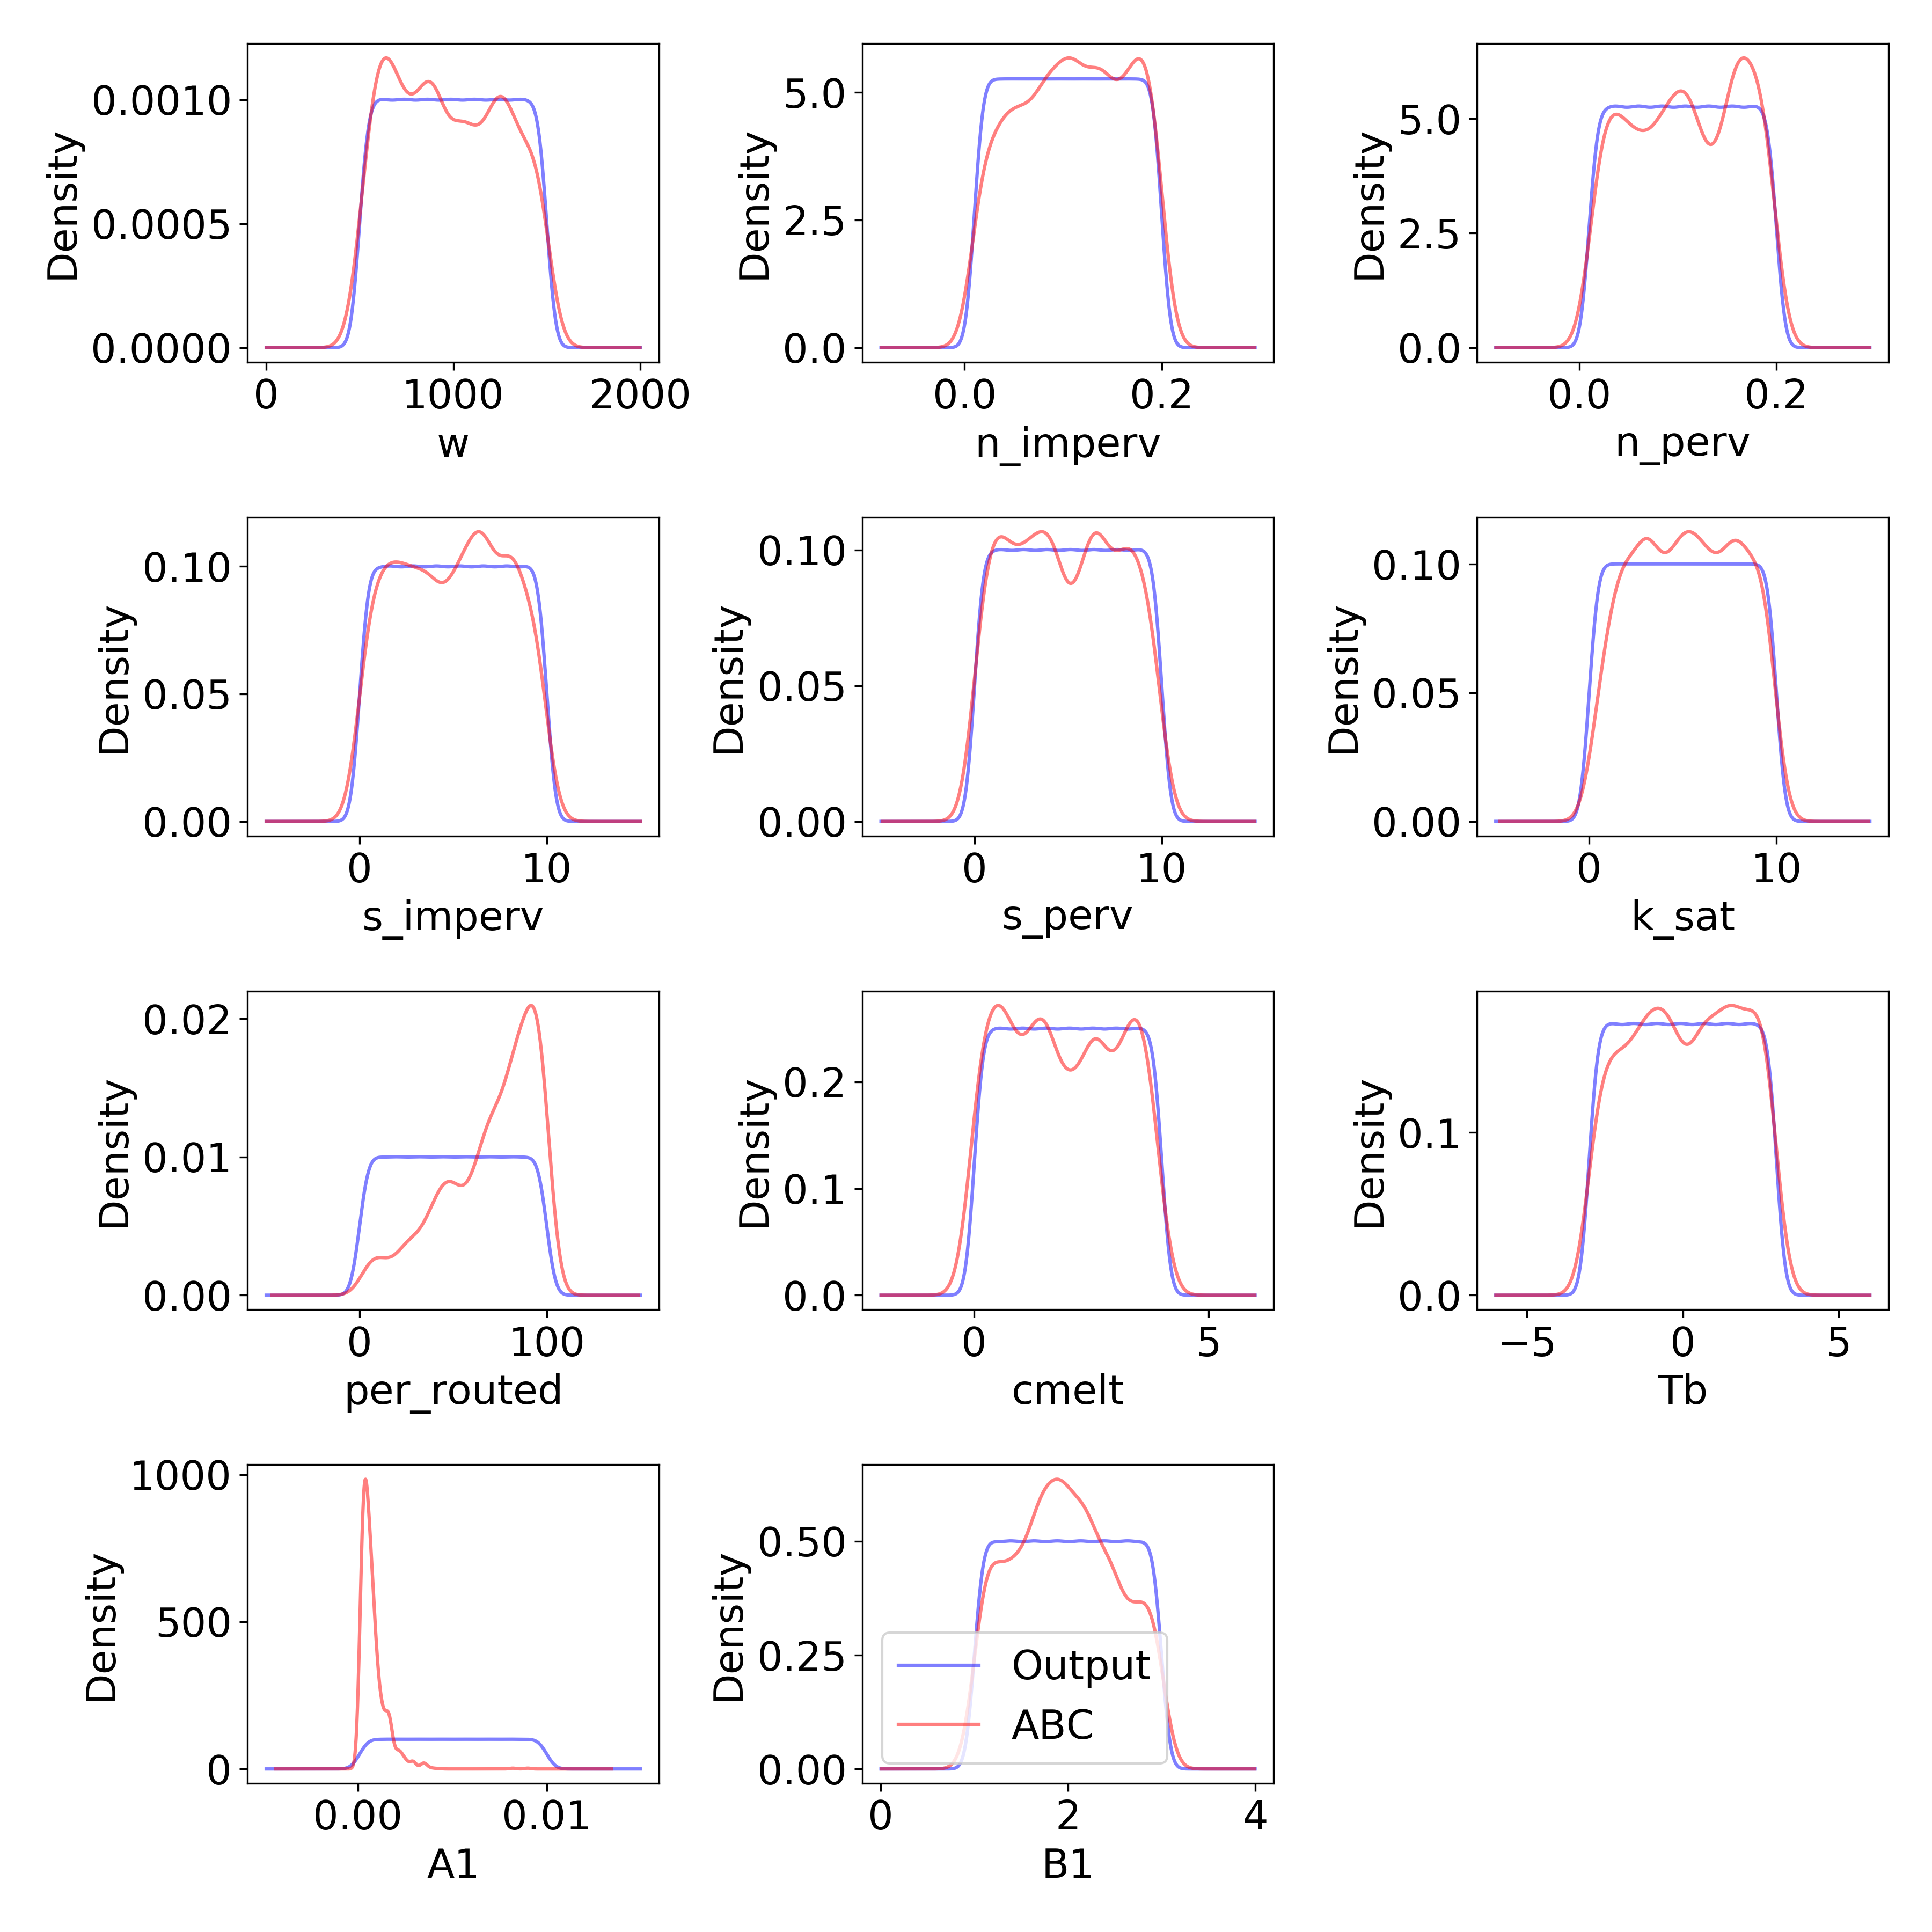 Density
0.0010
0.0005
0.0000
0
1000
2000
w
Density
5.0
2.5
0.0
0.0
0.2
n_imperv
Density
5.0
2.5
0.0
0.0
0.2
n_perv
Density
0.10
0.05
0.00
0
10
s_imperv
Density
0.10
0.05
0.00
0
10
s_perv
Density
0.10
0.05
0.00
0
10
k_sat
Density
0.02
0.01
0.00
0
100
per_routed
Density
0.2
0.1
0.0
0
5
cmelt
Density
0.1
0.0
−5
0
5
Tb
Density
1000
500
0
0.00
0.01
A1
Density
0.50
0.25
0.00
Output
ABC
0
2
4
B1